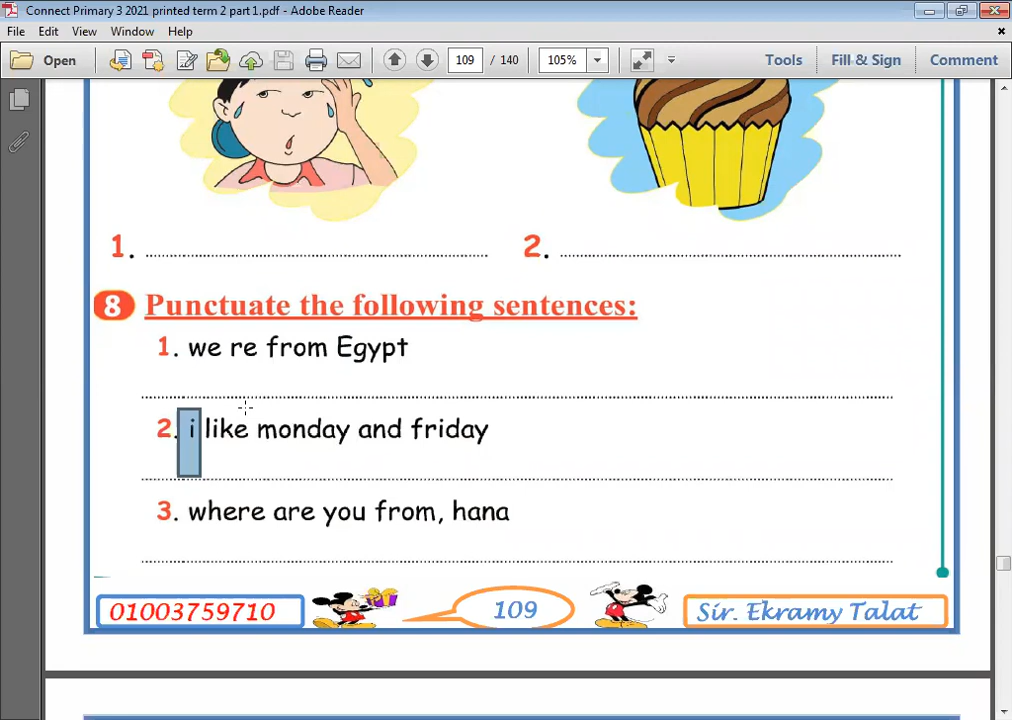 Connect Primary 3 2021 printed term 2 part 1.pdf - Adobe Reader
File Edit View Window Help
Open 109 / 140 105% Tools Fill & Sign Comment
1. 2.
8 Punctuate the following sentences:
1. we re from Egypt
2. i like monday and friday
3. where are you from, hana
01003759710 109 Sir. Ekramy Talat